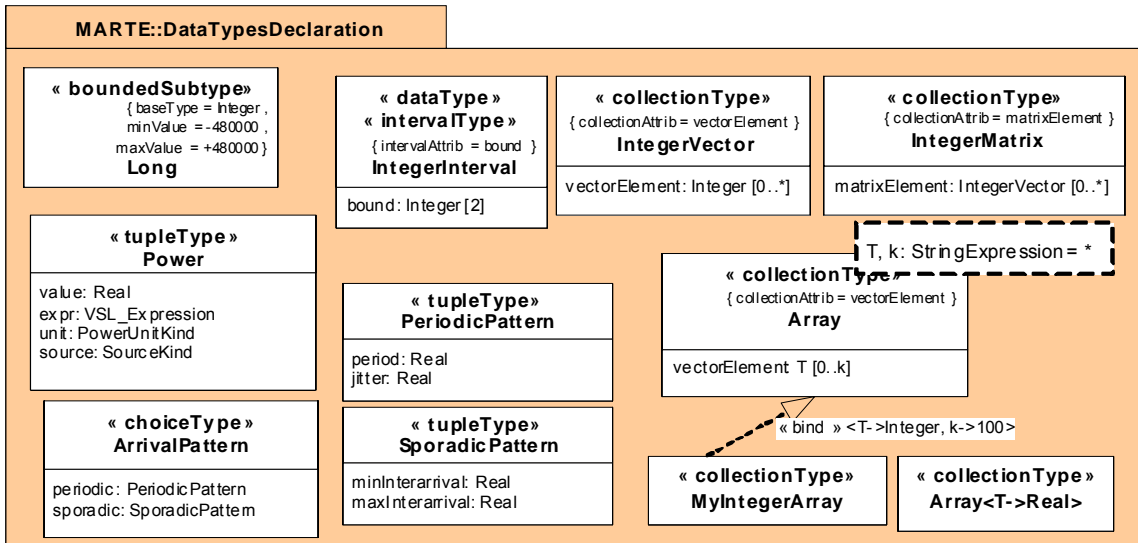 MARTE::DataTypesDeclaration
« boundedSubtype»
{ baseType = Integer ,
minValue = -480000 ,
maxValue = +480000 }
Long
« dataType»
« intervalType»
{ intervalAttrib = bound }
IntegerInterval
bound: Integer [2]
« collectionType»
{ collectionAttrib = vectorElement }
IntegerVector
vectorElement: Integer [0..*]
« collectionType»
{ collectionAttrib = matrixElement }
IntegerMatrix
matrixElement: IntegerVector [0..*]
« tupleType»
Power
value: Real
expr: VSL_Expression
unit: PowerUnitKind
source: SourceKind
« tupleType»
PeriodicPattern
period: Real
jitter: Real
T, k: StringExpression = *
« collectionType»
{ collectionAttrib = vectorElement }
Array
vectorElement T [0..k]
« choiceType»
ArrivalPattern
periodic: PeriodicPattern
sporadic: SporadicPattern
« tupleType»
SporadicPattern
minInterarrival: Real
maxInterarrival: Real
« bind » <T->Integer, k->100>
« collectionType»
MyIntegerArray
« collectionType»
Array<T->Real>